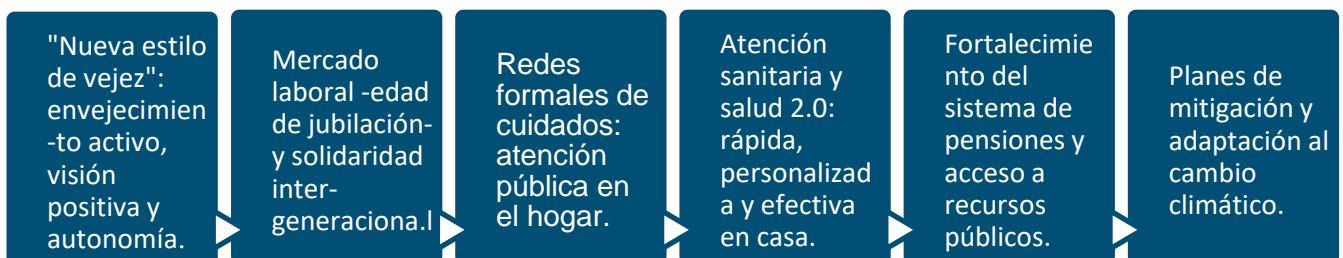 "Nueva estilo
de vejez":
envejecimien
-to activo,
visión
positiva y
autonomía.
Mercado
laboral -edad
de jubilación-
y solidaridad
inter-
generaciona.l
Redes
formales de
cuidados:
atención
pública en
el hogar.
Atención
sanitaria y
salud 2.0:
rápida,
personalizad
a y efectiva
en casa.
Fortalecimie
nto del
sistema de
pensiones y
acceso a
recursos
públicos.
Planes de
mitigación y
adaptación al
cambio
climático.